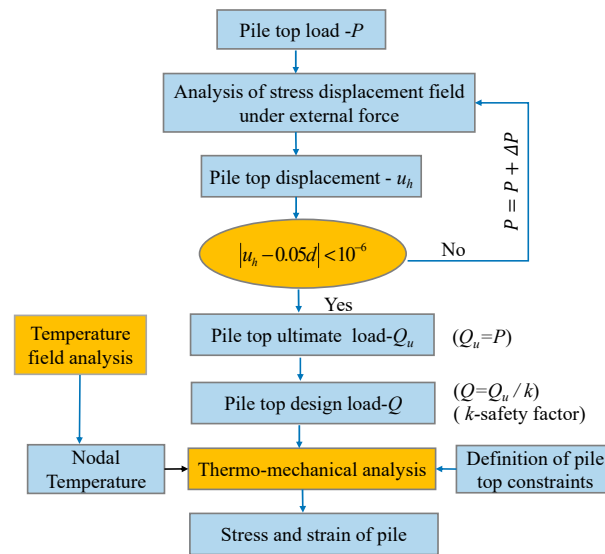 Pile top load -P
Analysis of stress displacement field
under external force
P = P + ΔP
Pile top displacement - u_h
|u_h − 0.05d| < 10⁻⁶
No
Yes
Temperature
field analysis
Pile top ultimate load-Q_u
(Q_u=P)
Pile top design load-Q
(Q=Q_u / k)
( k-safety factor)
Nodal
Temperature
Thermo-mechanical analysis
Definition of pile
top constraints
Stress and strain of pile